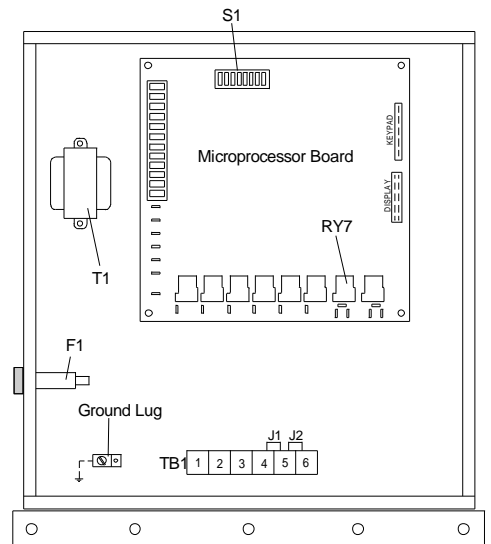 S1
KEYPAD
Microprocessor Board
DISPLAY
RY7
T1
F1
Ground Lug
J1 J2
TB1 1 2 3 4 5 6